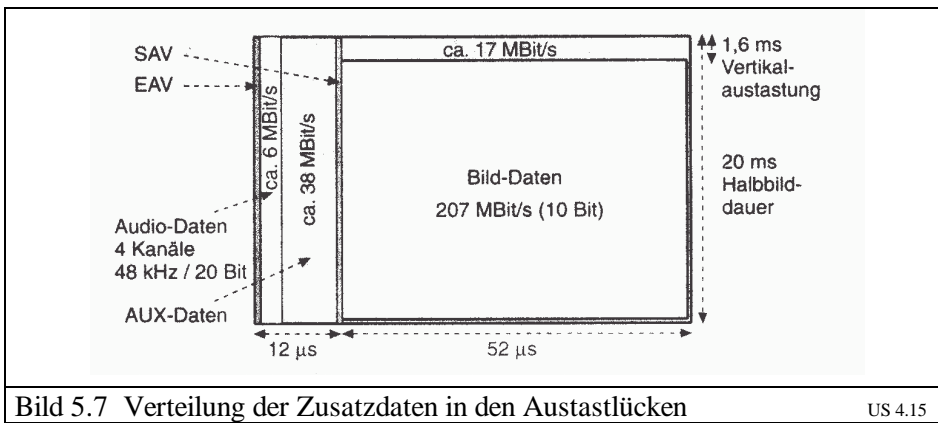 SAV
EAV
ca. 17 MBit/s
1,6 ms
Vertikal-
austastung
ca. 6 MBit/s
ca. 38 MBit/s
Bild-Daten
207 MBit/s (10 Bit)
20 ms
Halbbild-
dauer
Audio-Daten
4 Kanäle
48 kHz / 20 Bit
AUX-Daten
12 µs
52 µs
Bild 5.7 Verteilung der Zusatzdaten in den Austastlücken US 4.15